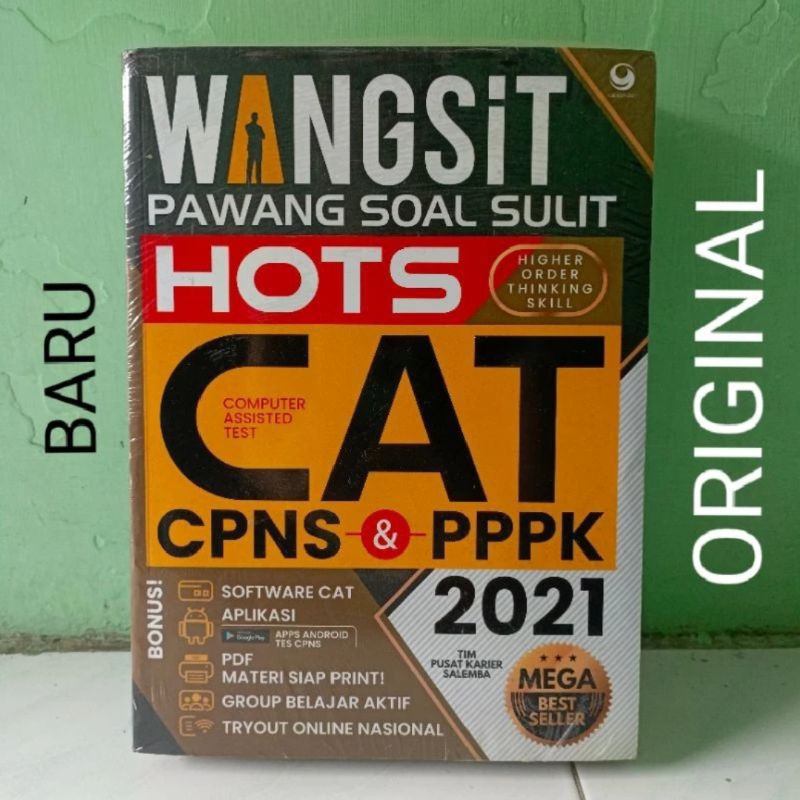 BARU
ORIGINAL
WANGSiT
PAWANG SOAL SULIT
HOTS
HIGHER
ORDER
THINKING
SKILL
CAT
COMPUTER
ASSISTED
TEST
CPNS & PPPK
2021
BONUS!
SOFTWARE CAT
APLIKASI
Google Play
APPS ANDROID
TES CPNS
PDF
MATERI SIAP PRINT!
GROUP BELAJAR AKTIF
TRYOUT ONLINE NASIONAL
TIM
PUSAT KARIER
SALEMBA
MEGA
BEST
SELLER